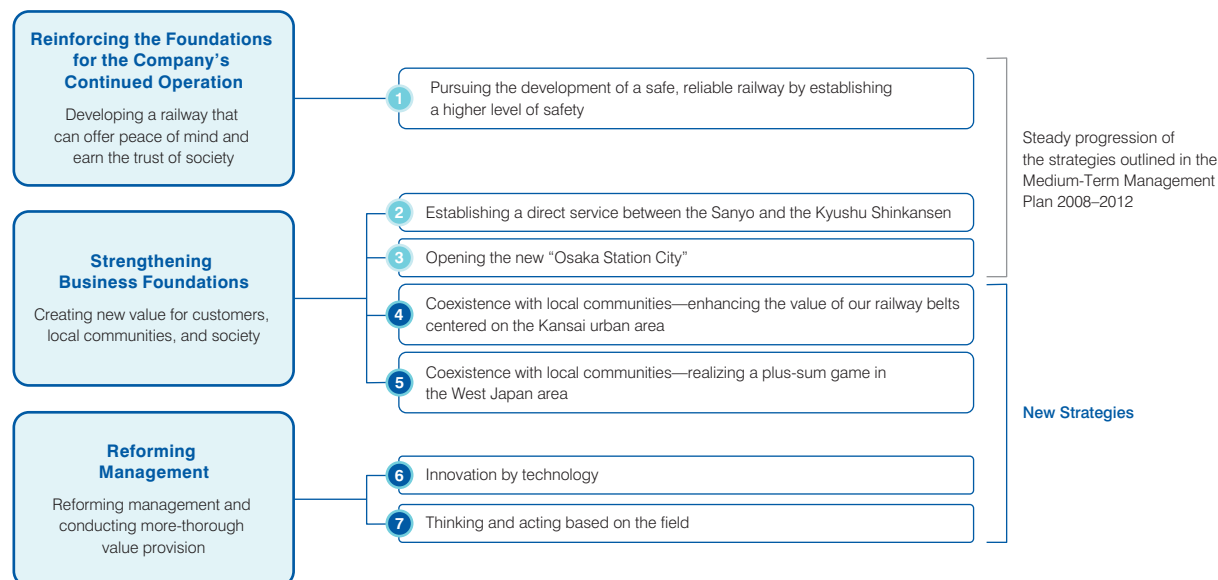 Reinforcing the Foundations
for the Company's
Continued Operation
Developing a railway that
can offer peace of mind and
earn the trust of society
1
Pursuing the development of a safe, reliable railway by establishing
a higher level of safety
Steady progression of
the strategies outlined in the
Medium-Term Management
Plan 2008–2012
Strengthening
Business Foundations
Creating new value for customers,
local communities, and society
2
Establishing a direct service between the Sanyo and the Kyushu Shinkansen
3
Opening the new “Osaka Station City”
4
Coexistence with local communities—enhancing the value of our railway belts
centered on the Kansai urban area
5
Coexistence with local communities—realizing a plus-sum game in
the West Japan area
New Strategies
Reforming
Management
Reforming management and
conducting more-thorough
value provision
6
Innovation by technology
7
Thinking and acting based on the field